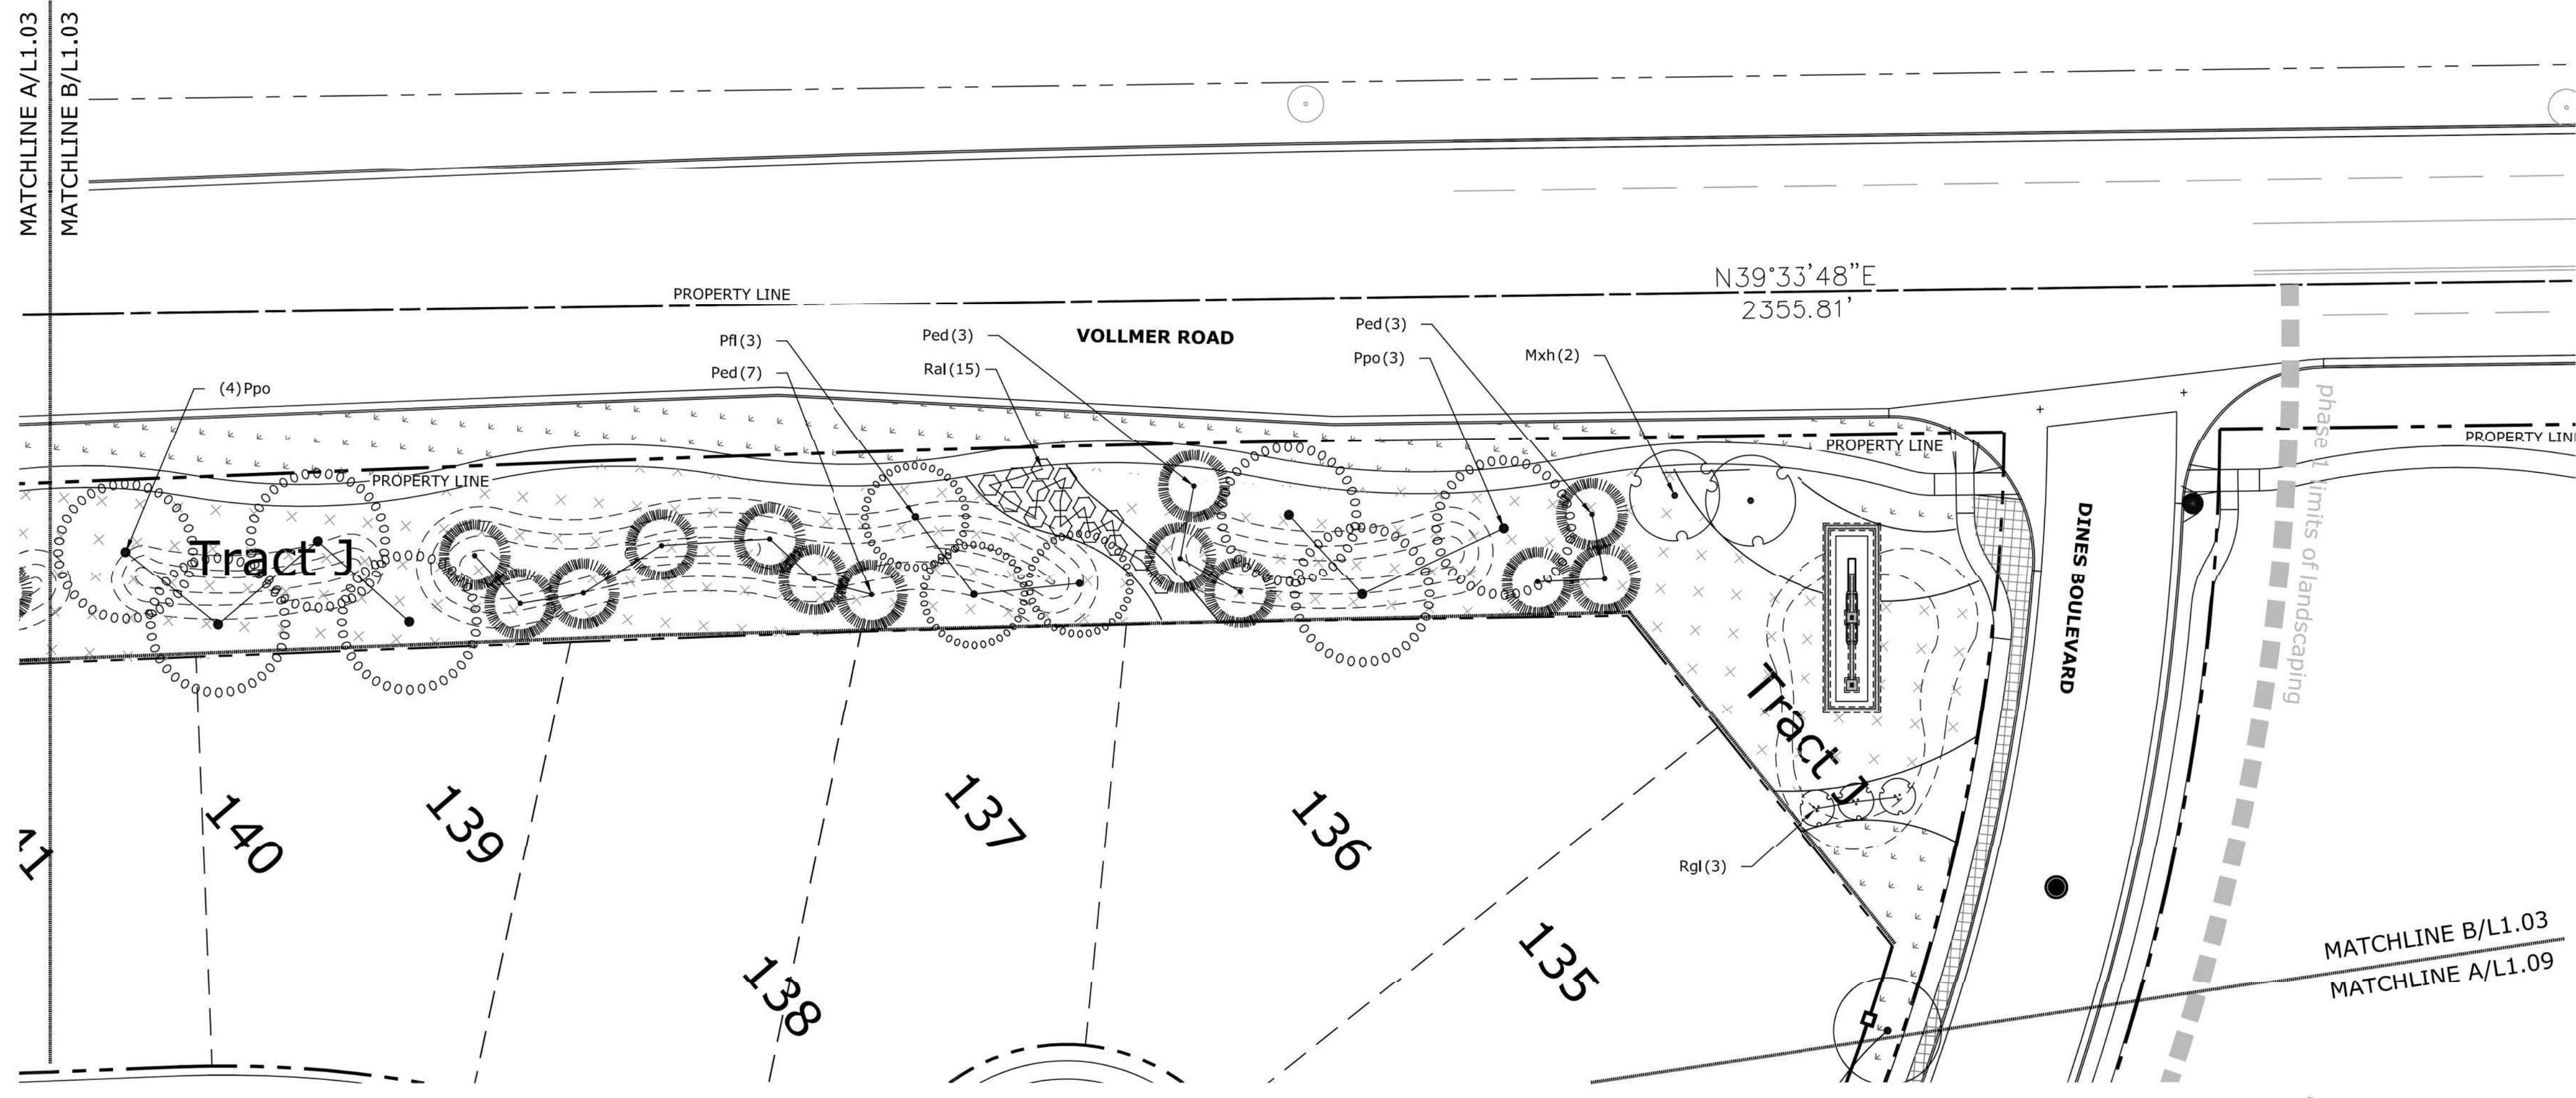 MATCHLINE A/L1.03
MATCHLINE B/L1.03
N39°33'48"E
2355.81'
PROPERTY LINE
VOLLMER ROAD
Pfl(3)
Ped(7)
Ped(3)
Ral(15)
Ped(3)
Ppo(3)
Mxh(2)
(4)Ppo
PROPERTY LINE
PROPERTY LINE
PROPERTY LIN
phase 1 limits of landscaping
Tract J
DINES BOULEVARD
Tract J
140
139
137
136
Rgl(3)
138
135
MATCHLINE B/L1.03
MATCHLINE A/L1.09